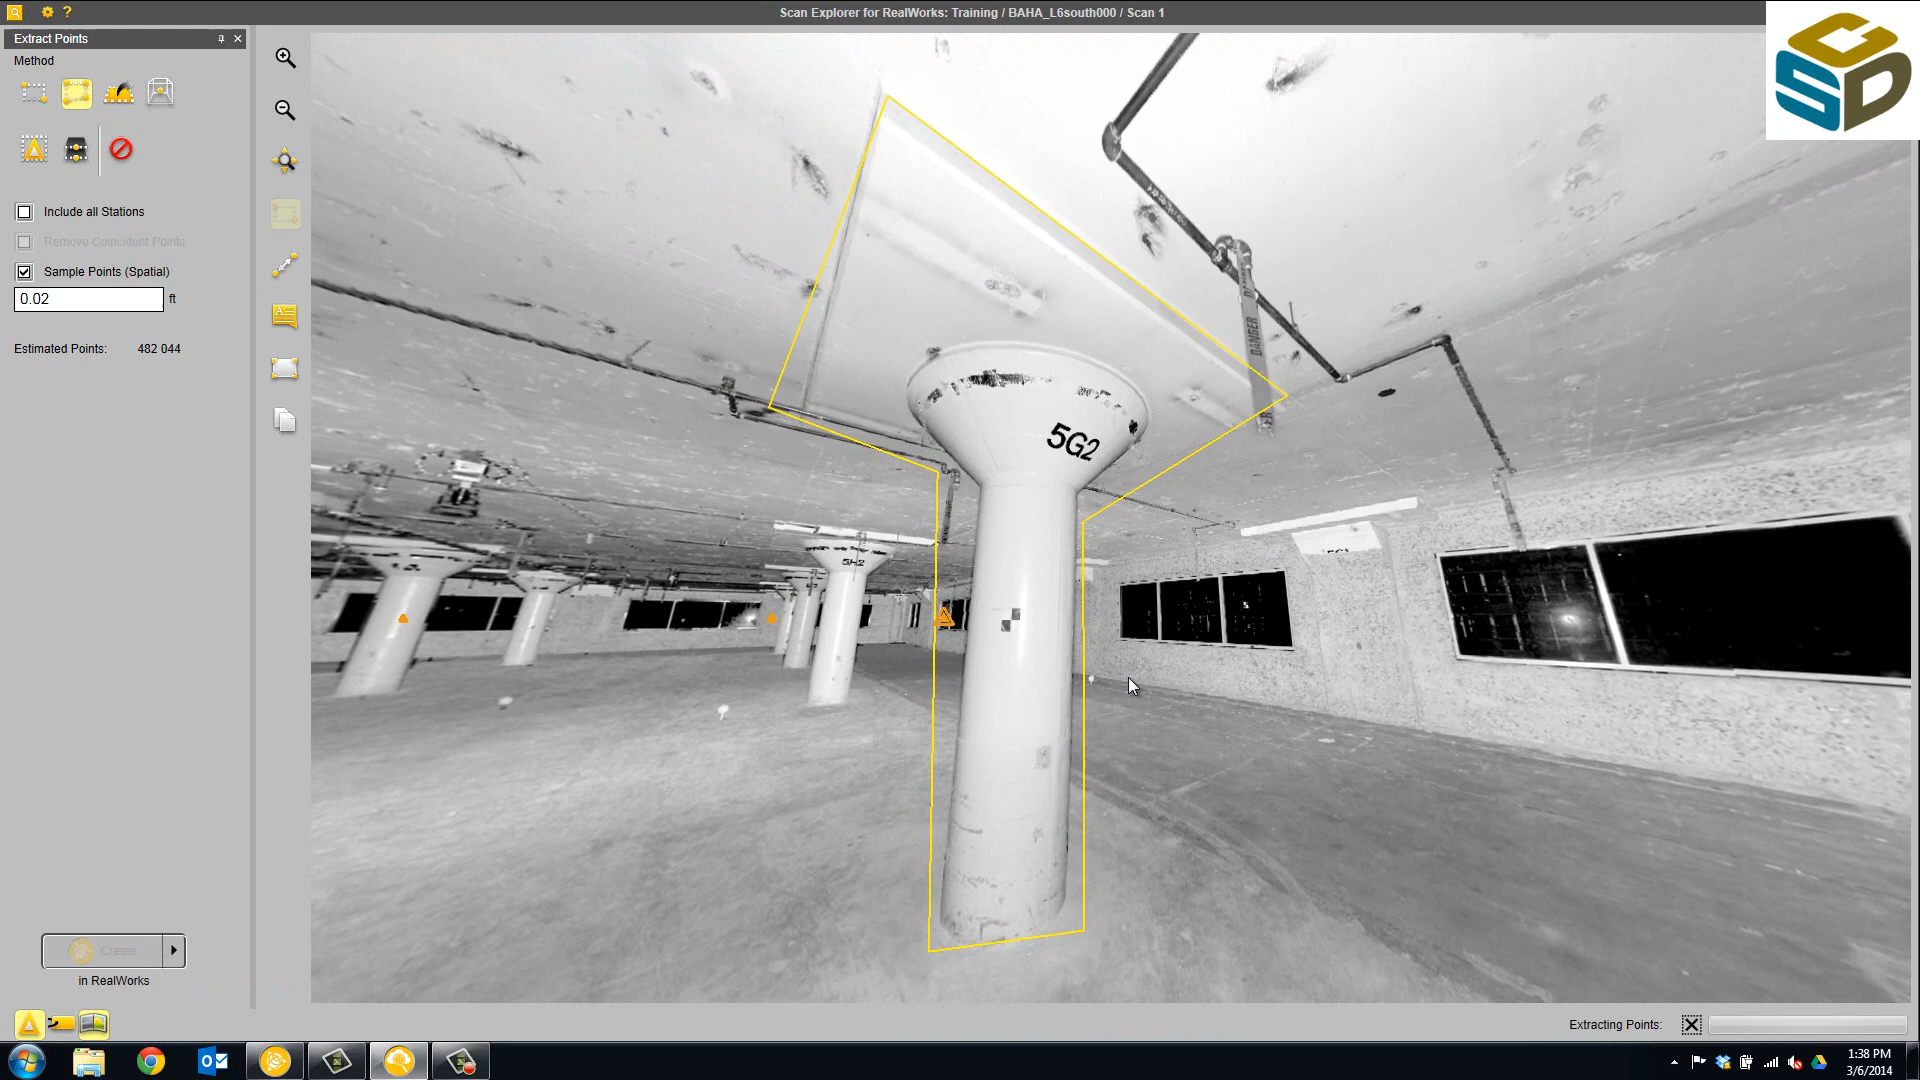 Scan Explorer for RealWorks: Training / BAHA_L6south000 / Scan 1
Extract Points
Method
Include all Stations
Remove Coincident Points
Sample Points (Spatial)
0.02 ft
Estimated Points: 482 044
Create
in RealWorks
CSD
DANGER
5G2
5H2
Extracting Points:
1:38 PM
3/6/2014